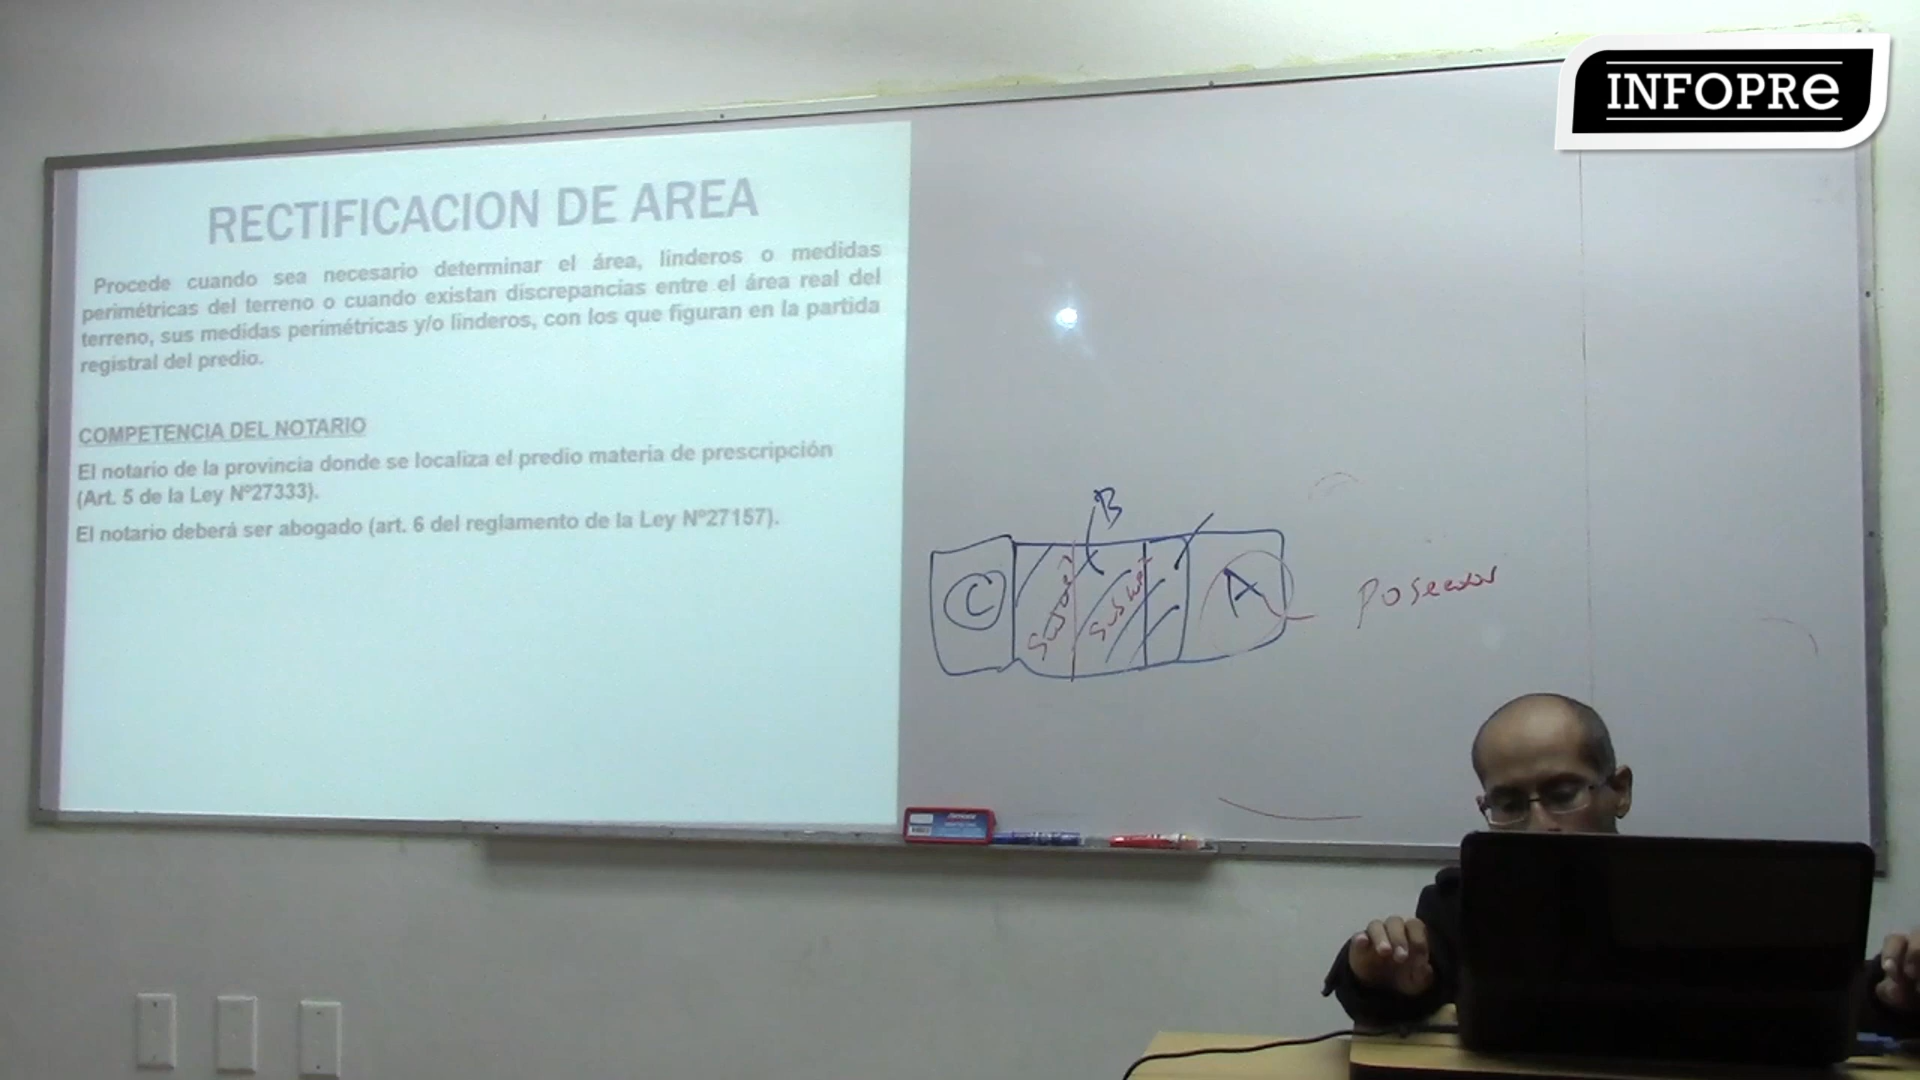 INFOPRe
RECTIFICACION DE AREA
Procede cuando sea necesario determinar el área, linderos o medidas
perimétricas del terreno o cuando existan discrepancias entre el área real del
terreno, sus medidas perimétricas y/o linderos, con los que figuran en la partida
registral del predio.
COMPETENCIA DEL NOTARIO
El notario de la provincia donde se localiza el predio materia de prescripción
(Art. 5 de la Ley Nº27333).
El notario deberá ser abogado (art. 6 del reglamento de la Ley Nº27157).
B
C
A
Poseedor